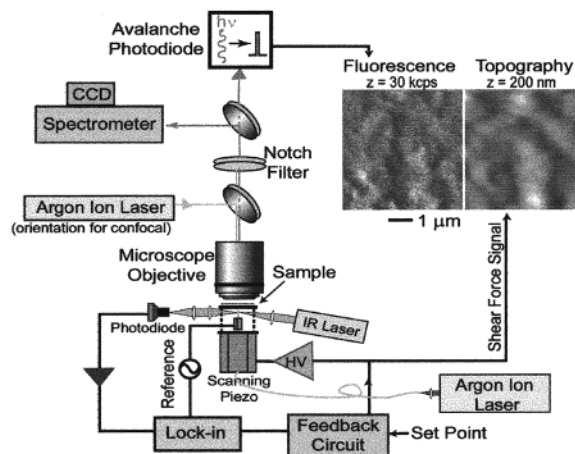 Avalanche
Photodiode
hν
Fluorescence
z = 30 kcps
Topography
z = 200 nm
CCD
Spectrometer
Notch
Filter
Argon Ion Laser
(orientation for confocal)
1 μm
Microscope
Objective
Sample
Photodiode
IR Laser
Shear Force Signal
Reference
HV
Scanning
Piezo
Argon Ion
Laser
Lock-in
Feedback
Circuit
Set Point